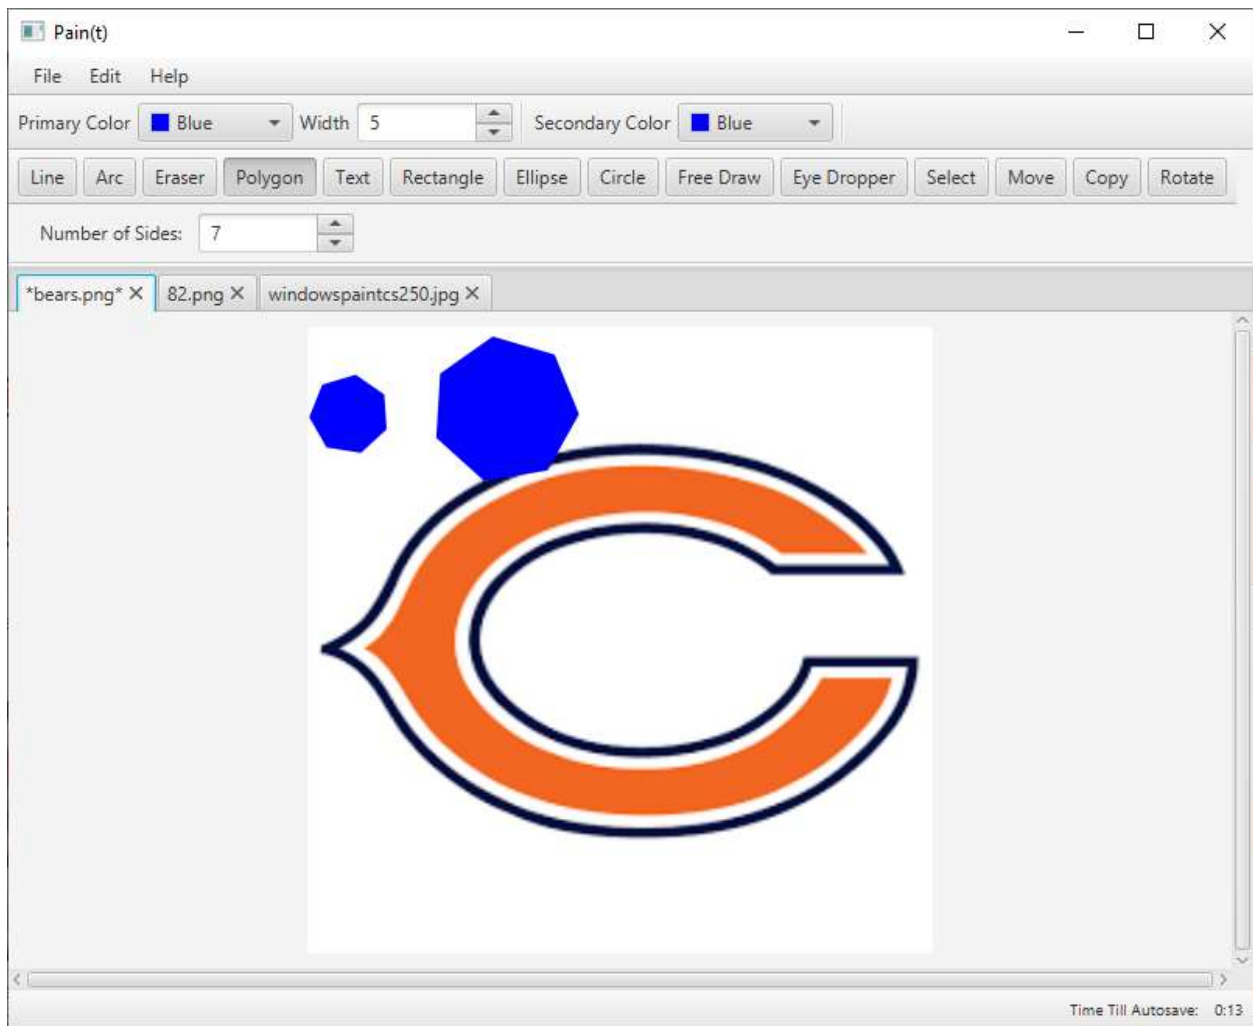 Pain(t)
File Edit Help
Primary Color Blue Width 5 Secondary Color Blue
Line Arc Eraser Polygon Text Rectangle Ellipse Circle Free Draw Eye Dropper Select Move Copy Rotate
Number of Sides: 7
*bears.png* 82.png windowspaintcs250.jpg
C
Time Till Autosave: 0:13